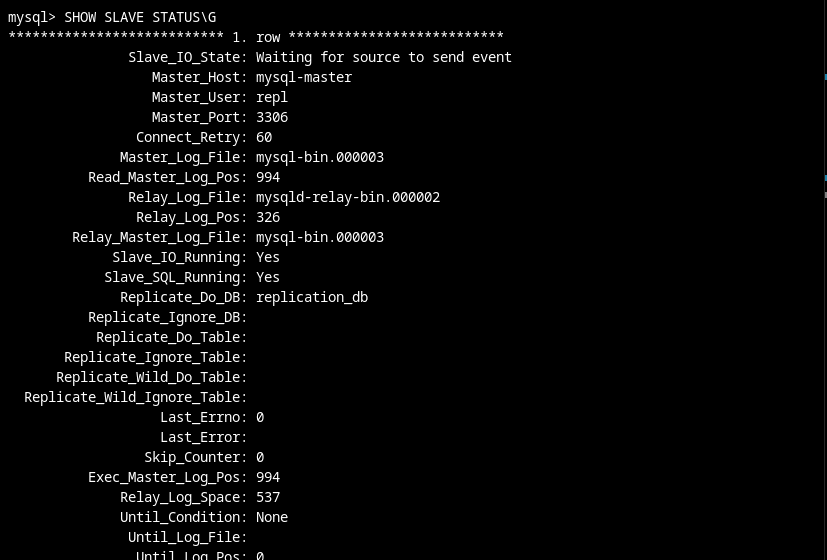 mysql> SHOW SLAVE STATUS\G
*************************** 1. row ***************************
Slave_IO_State: Waiting for source to send event
Master_Host: mysql-master
Master_User: repl
Master_Port: 3306
Connect_Retry: 60
Master_Log_File: mysql-bin.000003
Read_Master_Log_Pos: 994
Relay_Log_File: mysqld-relay-bin.000002
Relay_Log_Pos: 326
Relay_Master_Log_File: mysql-bin.000003
Slave_IO_Running: Yes
Slave_SQL_Running: Yes
Replicate_Do_DB: replication_db
Replicate_Ignore_DB:
Replicate_Do_Table:
Replicate_Ignore_Table:
Replicate_Wild_Do_Table:
Replicate_Wild_Ignore_Table:
Last_Errno: 0
Last_Error:
Skip_Counter: 0
Exec_Master_Log_Pos: 994
Relay_Log_Space: 537
Until_Condition: None
Until_Log_File:
Until_Log_Pos: 0